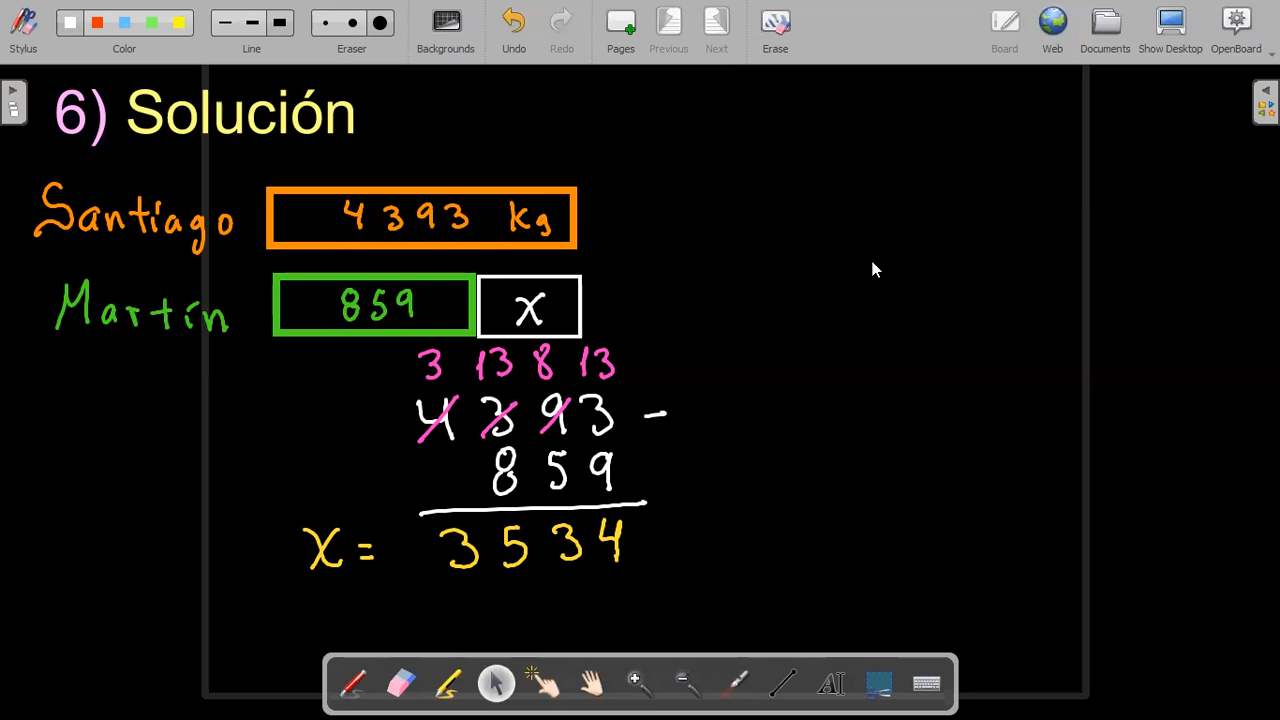 Stylus Color Line Eraser Backgrounds Undo Redo Pages Previous Next Erase Board Web Documents Show Desktop OpenBoard
6) Solución
Santiago 4393 kg
Martín 859 x
3 13 8 13
4 3 9 3 -
8 5 9
x = 3 5 3 4
AI